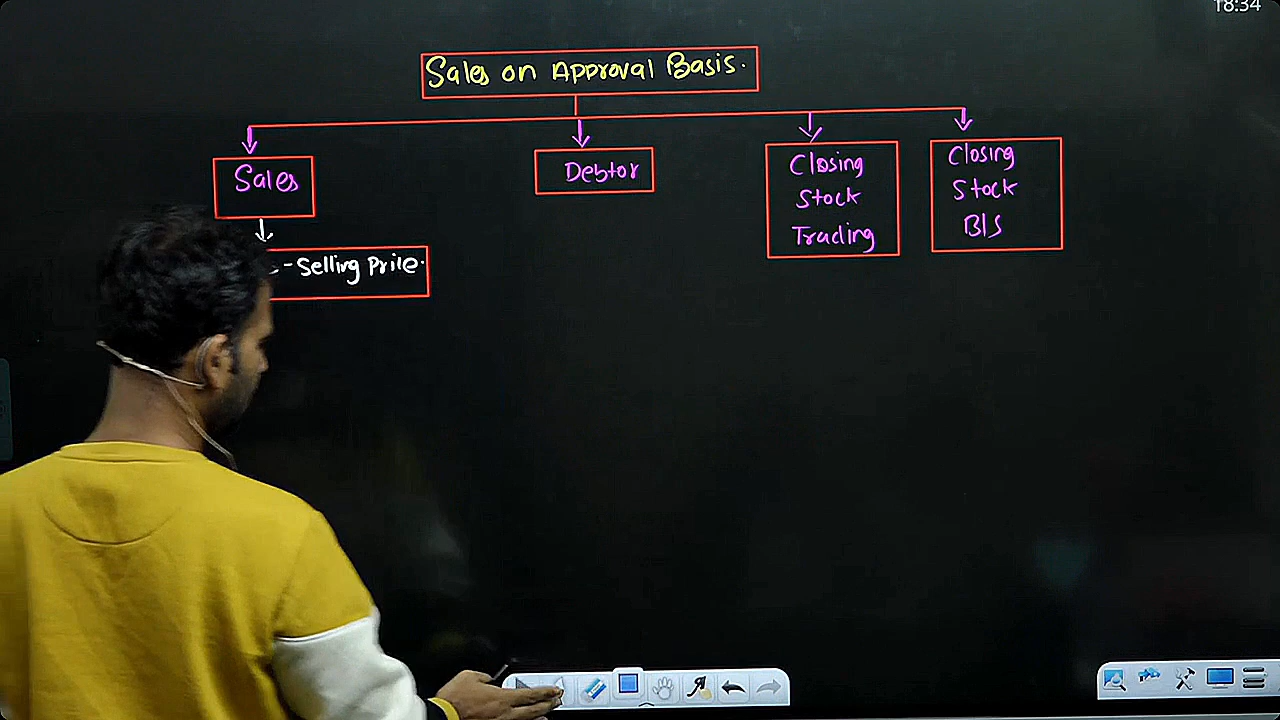 18:34
Sales on Approval Basis.
Sales
Debtor
Closing
Stock
Trading
Closing
Stock
B/S
-Selling Price.